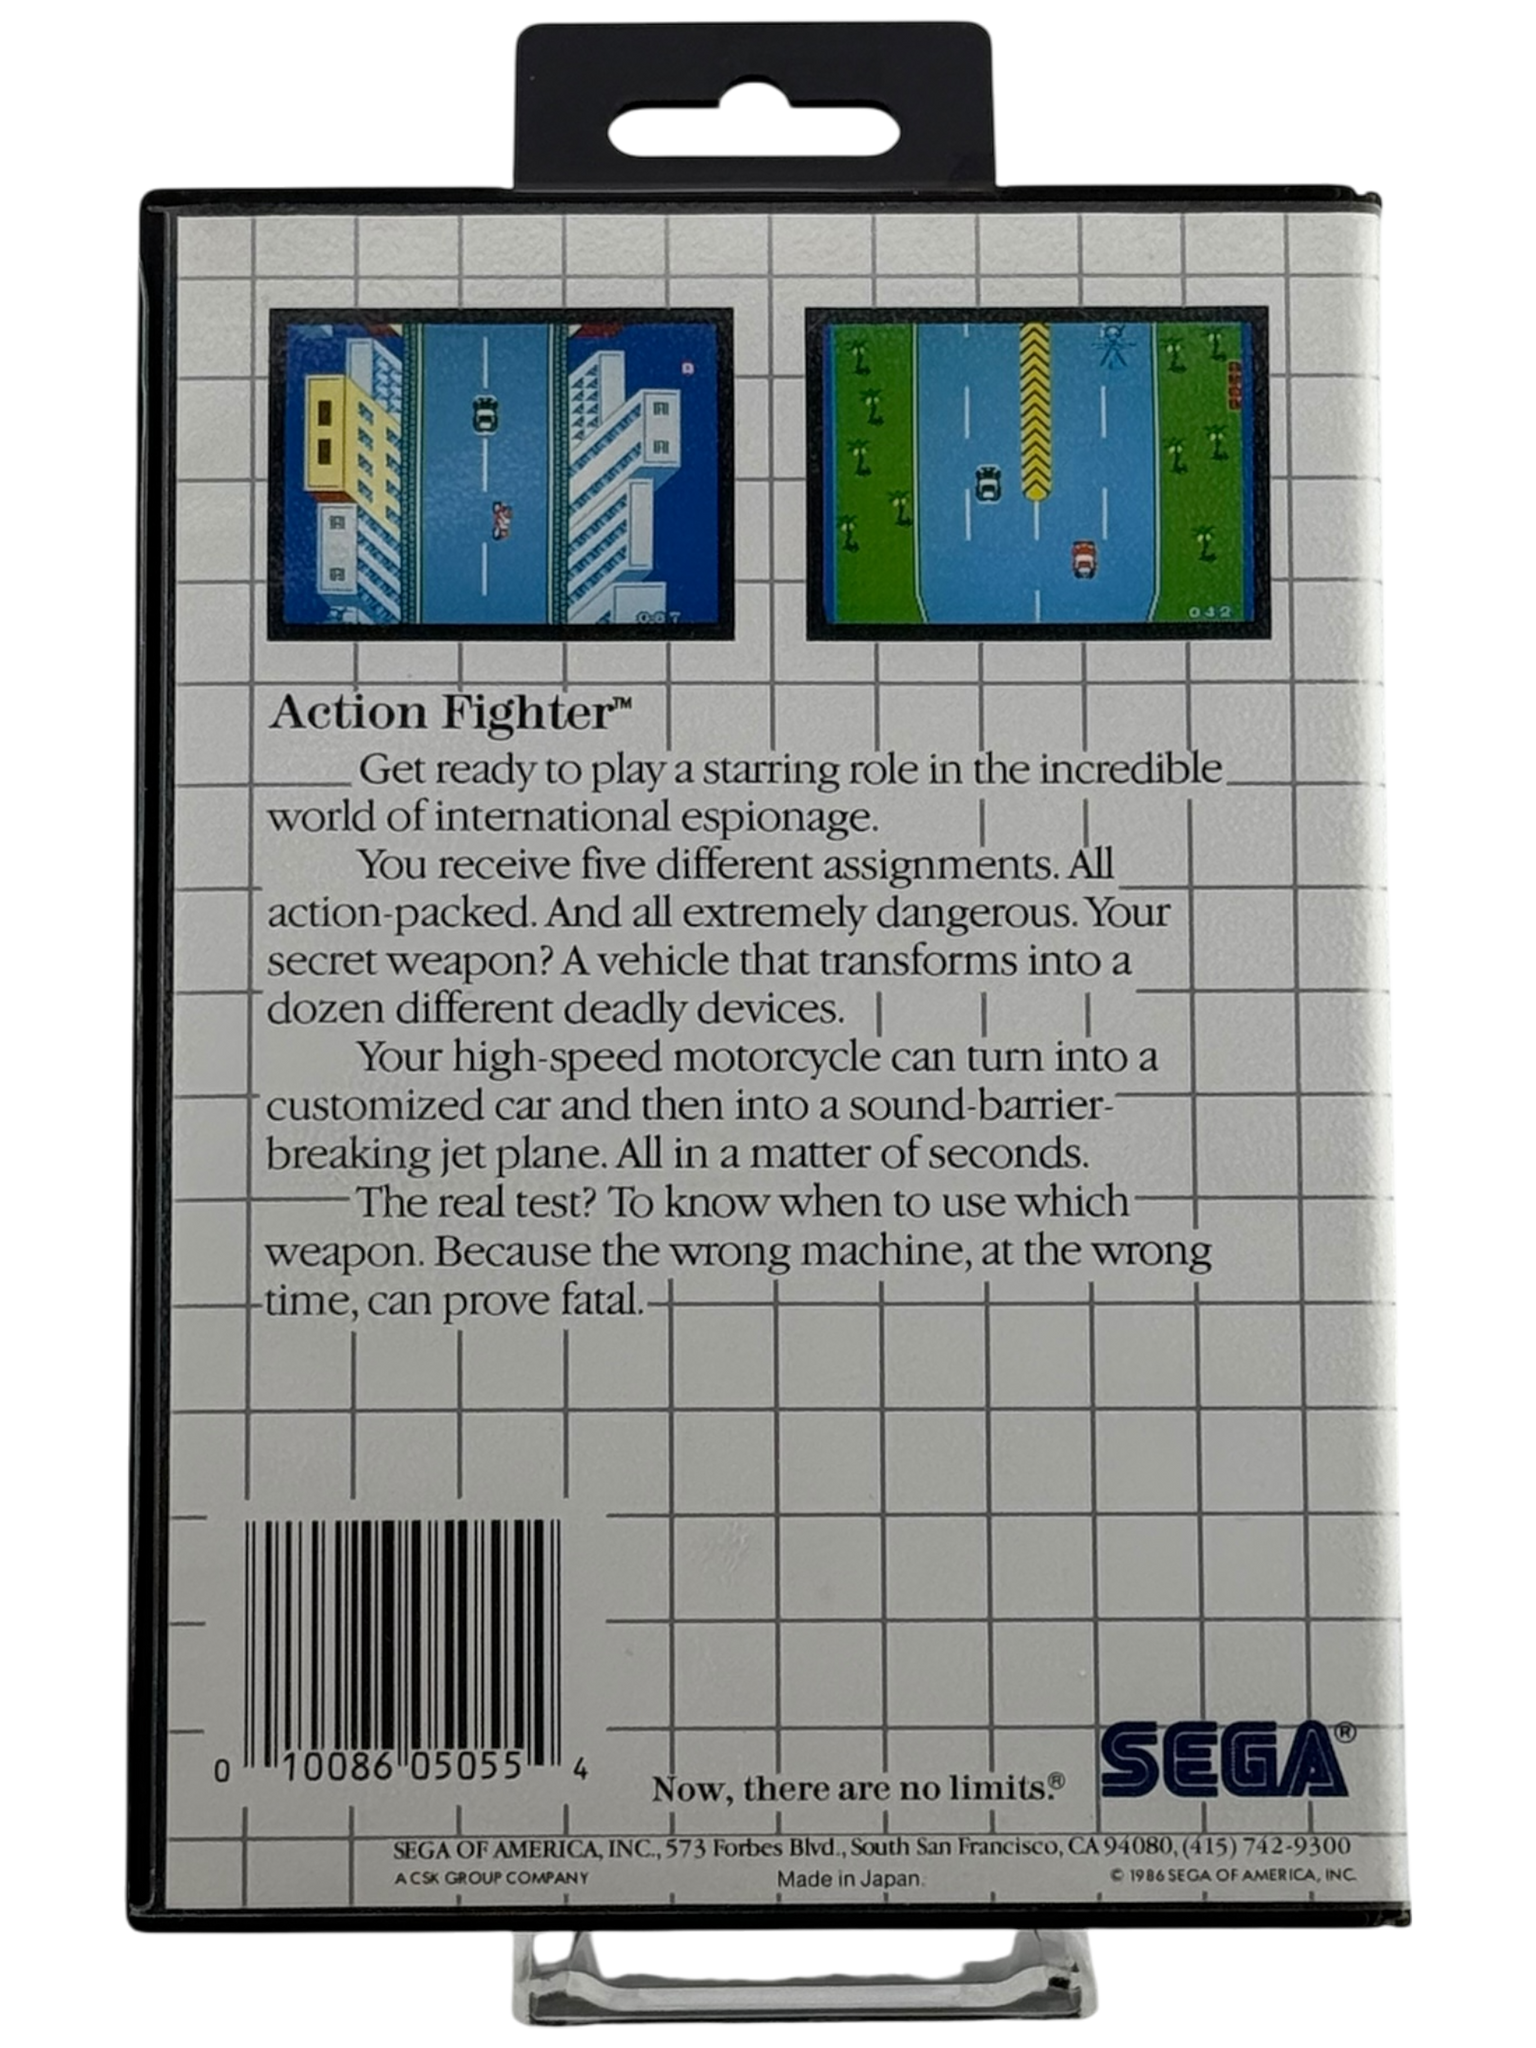 007
042
Action Fighter™
Get ready to play a starring role in the incredible
world of international espionage.
You receive five different assignments. All
action-packed. And all extremely dangerous. Your
secret weapon? A vehicle that transforms into a
dozen different deadly devices.
Your high-speed motorcycle can turn into a
customized car and then into a sound-barrier-
breaking jet plane. All in a matter of seconds.
The real test? To know when to use which
weapon. Because the wrong machine, at the wrong
time, can prove fatal.
0 10086 05055 4
Now, there are no limits.®
SEGA®
SEGA OF AMERICA, INC., 573 Forbes Blvd., South San Francisco, CA 94080, (415) 742-9300
A CSK GROUP COMPANY Made in Japan. © 1986 SEGA OF AMERICA, INC.